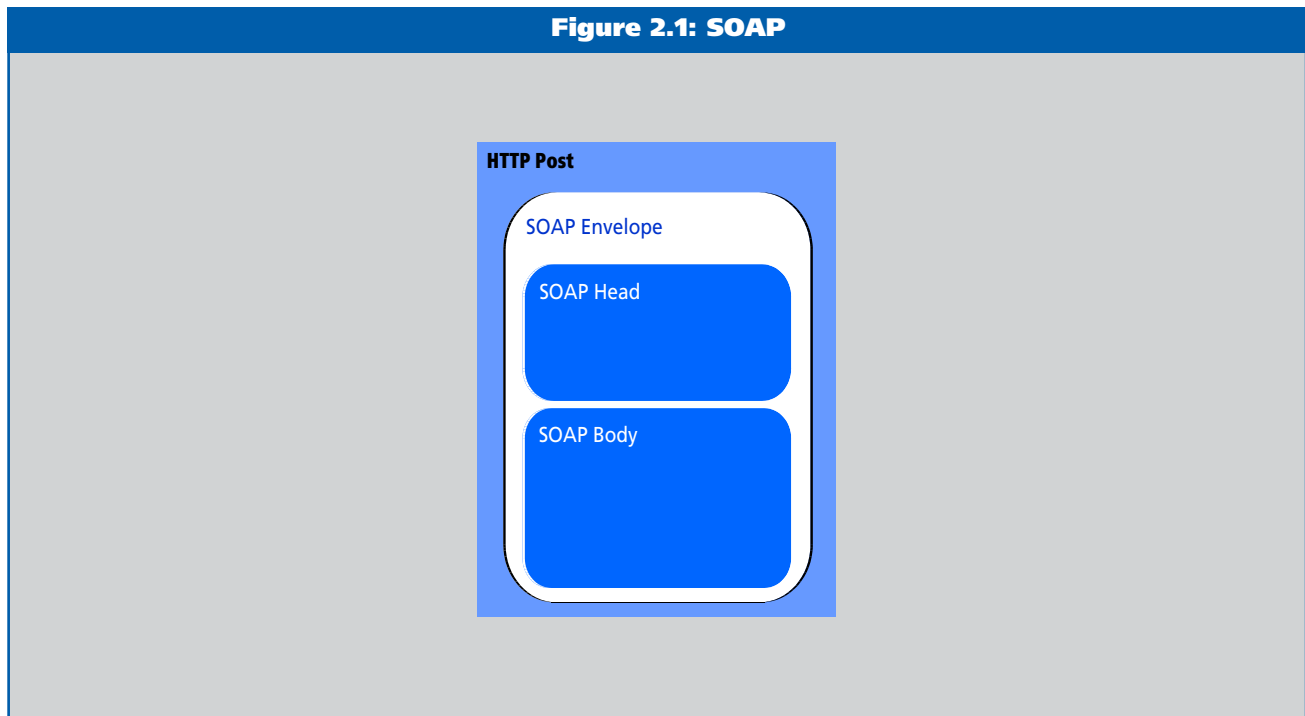 Figure 2.1: SOAP
HTTP Post
SOAP Envelope
SOAP Head
SOAP Body